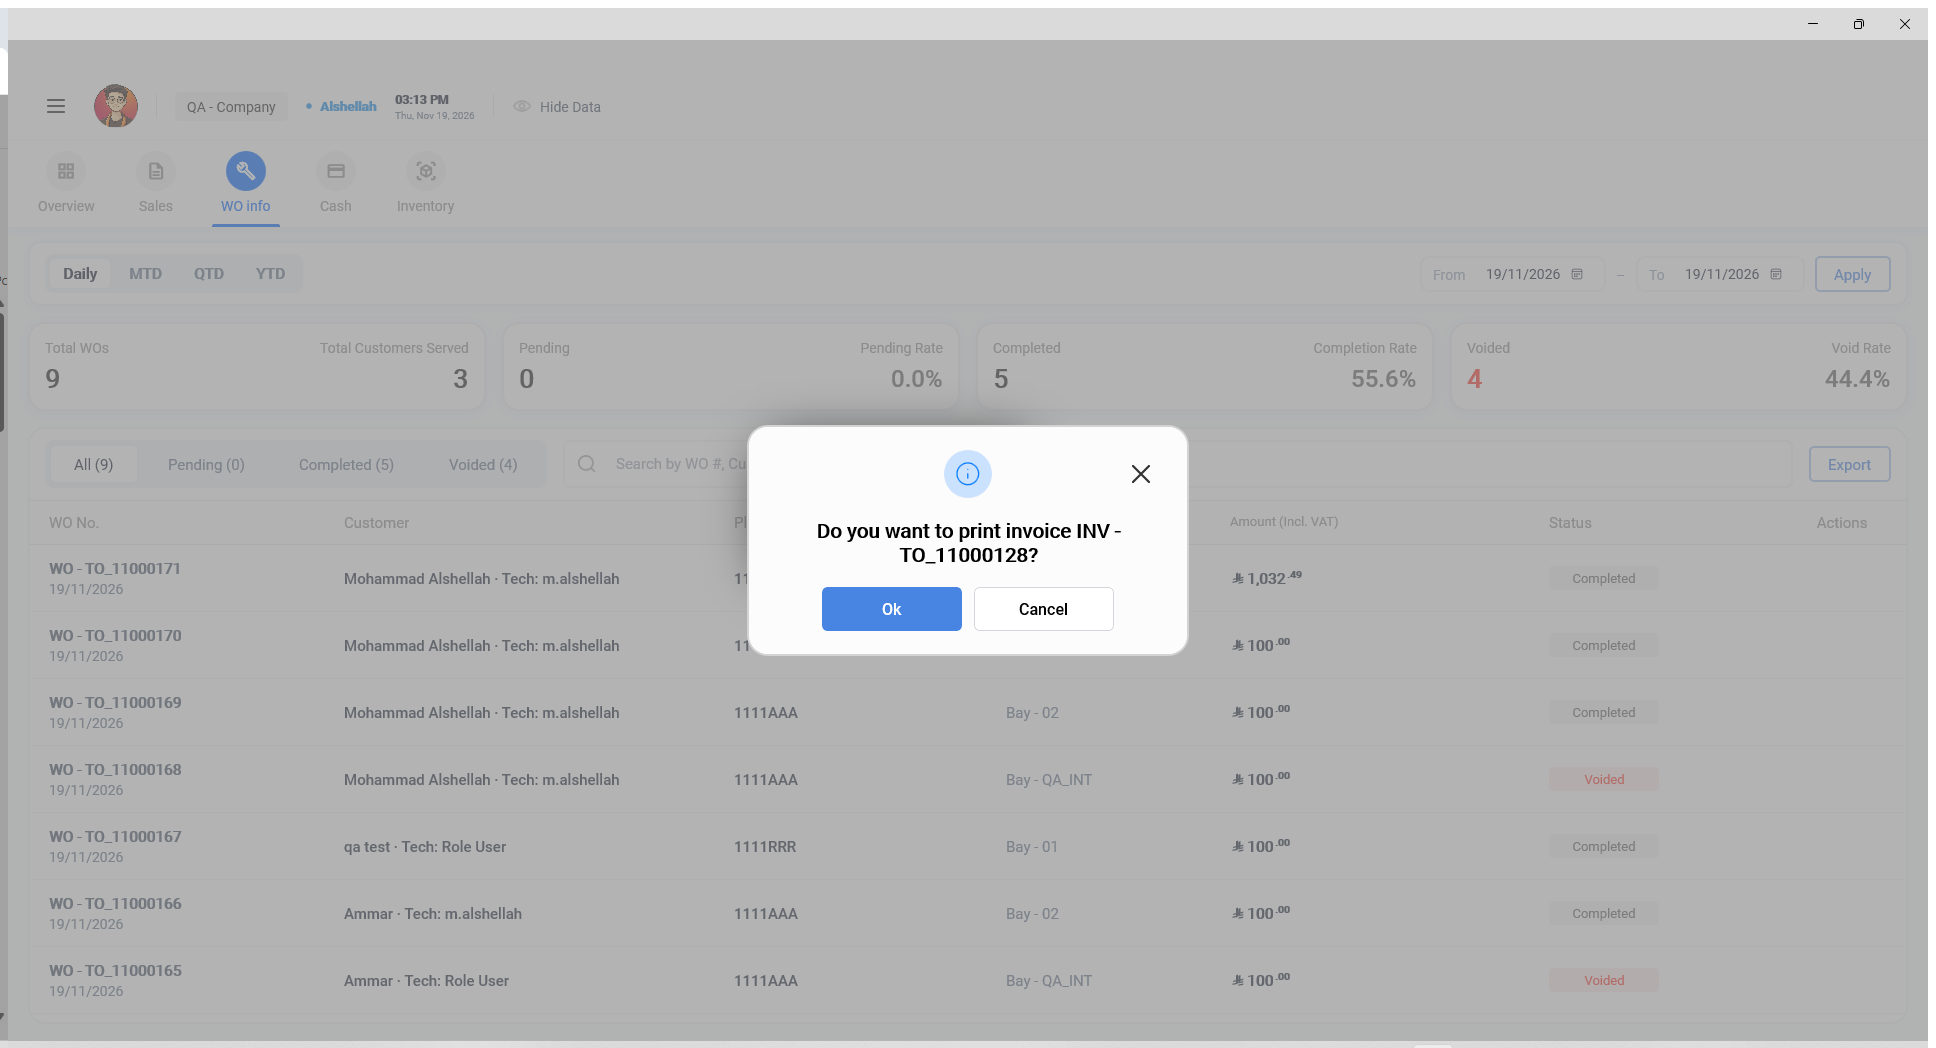 QA - Company
Alshellah
03:13 PM
Thu, Nov 19, 2026
Hide Data
Overview
Sales
WO info
Cash
Inventory
Daily MTD QTD YTD
From 19/11/2026 – To 19/11/2026 Apply
Total WOs Total Customers Served
9 3
Pending Pending Rate
0 0.0%
Completed Completion Rate
5 55.6%
Voided Void Rate
4 44.4%
All (9) Pending (0) Completed (5) Voided (4)
Search by WO #, Cu
Export
Do you want to print invoice INV -
TO_11000128?
Ok Cancel
WO No. Customer Pl Amount (Incl. VAT) Status Actions
WO - TO_11000171
19/11/2026
Mohammad Alshellah · Tech: m.alshellah 11 1,032.49 Completed
WO - TO_11000170
19/11/2026
Mohammad Alshellah · Tech: m.alshellah 11 100.00 Completed
WO - TO_11000169
19/11/2026
Mohammad Alshellah · Tech: m.alshellah 1111AAA Bay - 02 100.00 Completed
WO - TO_11000168
19/11/2026
Mohammad Alshellah · Tech: m.alshellah 1111AAA Bay - QA_INT 100.00 Voided
WO - TO_11000167
19/11/2026
qa test · Tech: Role User 1111RRR Bay - 01 100.00 Completed
WO - TO_11000166
19/11/2026
Ammar · Tech: m.alshellah 1111AAA Bay - 02 100.00 Completed
WO - TO_11000165
19/11/2026
Ammar · Tech: Role User 1111AAA Bay - QA_INT 100.00 Voided